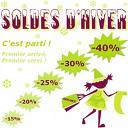 SOLDES D'HIVER
C'est parti !
Premier arrivé,
Premier servi !
-40%
-30%
-25%
-20%
-15%